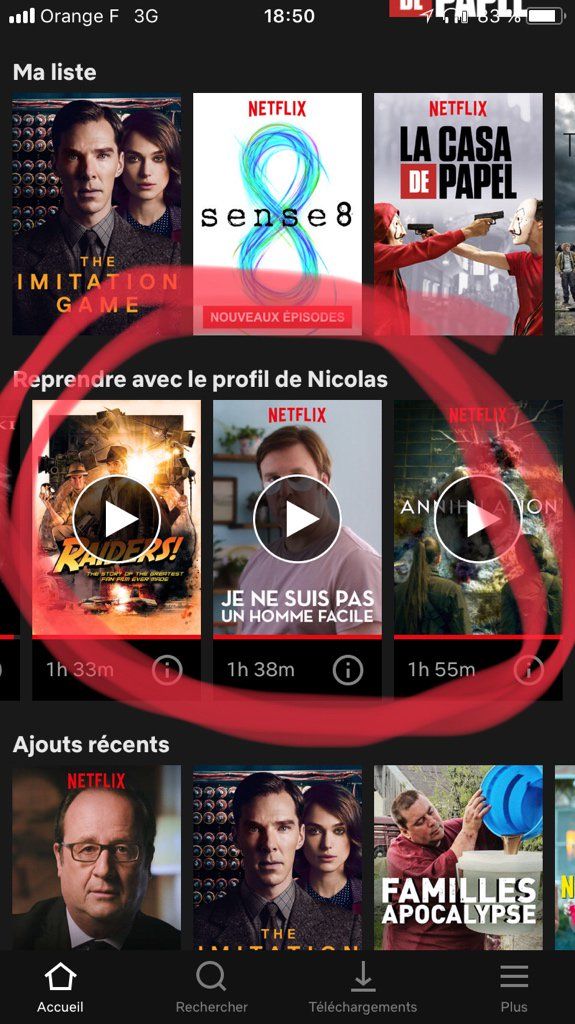 Orange F 3G 18:50 83 %
DE PAPEL
Ma liste
THE
IMITATION
GAME
NETFLIX
sense8
NOUVEAUX ÉPISODES
NETFLIX
LA CASA
DE PAPEL
T
Reprendre avec le profil de Nicolas
RAIDERS!
THE STORY OF THE GREATEST
FAN FILM EVER MADE
NETFLIX
JE NE SUIS PAS
UN HOMME FACILE
NETFLIX
ANNIHILATION
1h 33m
1h 38m
1h 55m
Ajouts récents
NETFLIX
THE
IMITATION
FAMILLES
APOCALYPSE
N
Accueil
Rechercher
Téléchargements
Plus